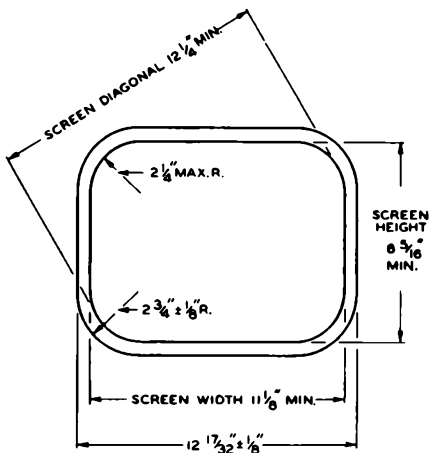 SCREEN DIAGONAL 12 1/4" MIN.
2 1/4" MAX. R.
SCREEN
HEIGHT
8 5/16"
MIN.
2 3/4" ± 1/8" R.
SCREEN WIDTH 11 1/8" MIN.
12 17/32" ± 1/8"